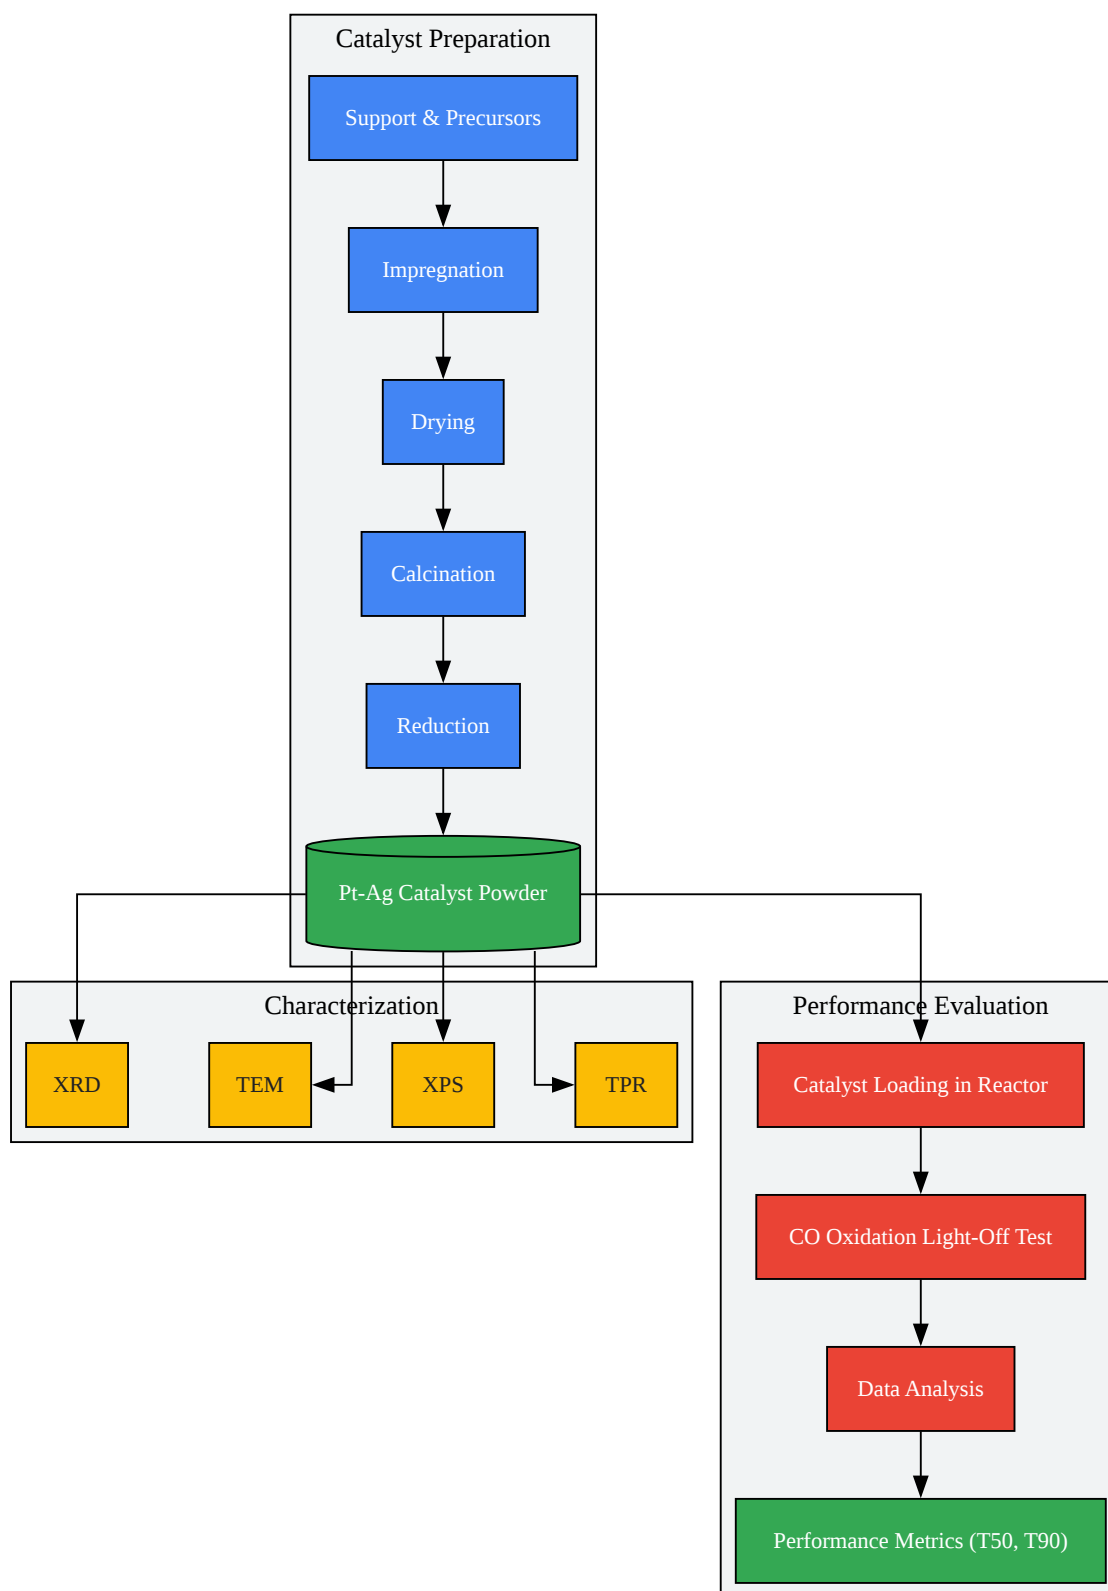 Catalyst Preparation
Support & Precursors
Impregnation
Drying
Calcination
Reduction
Pt-Ag Catalyst Powder
Characterization
XRD
TEM
XPS
TPR
Performance Evaluation
Catalyst Loading in Reactor
CO Oxidation Light-Off Test
Data Analysis
Performance Metrics (T50, T90)